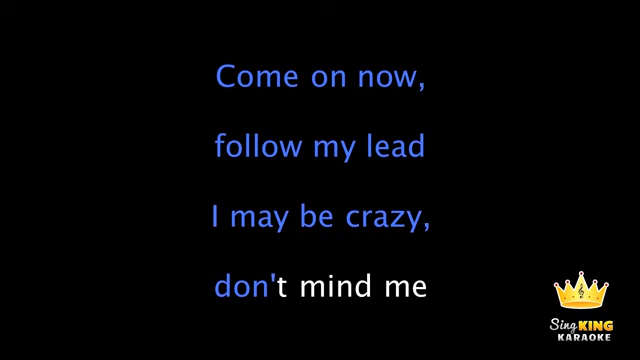 Come on now,
follow my lead
I may be crazy,
don't mind me
Sing KING
KARAOKE